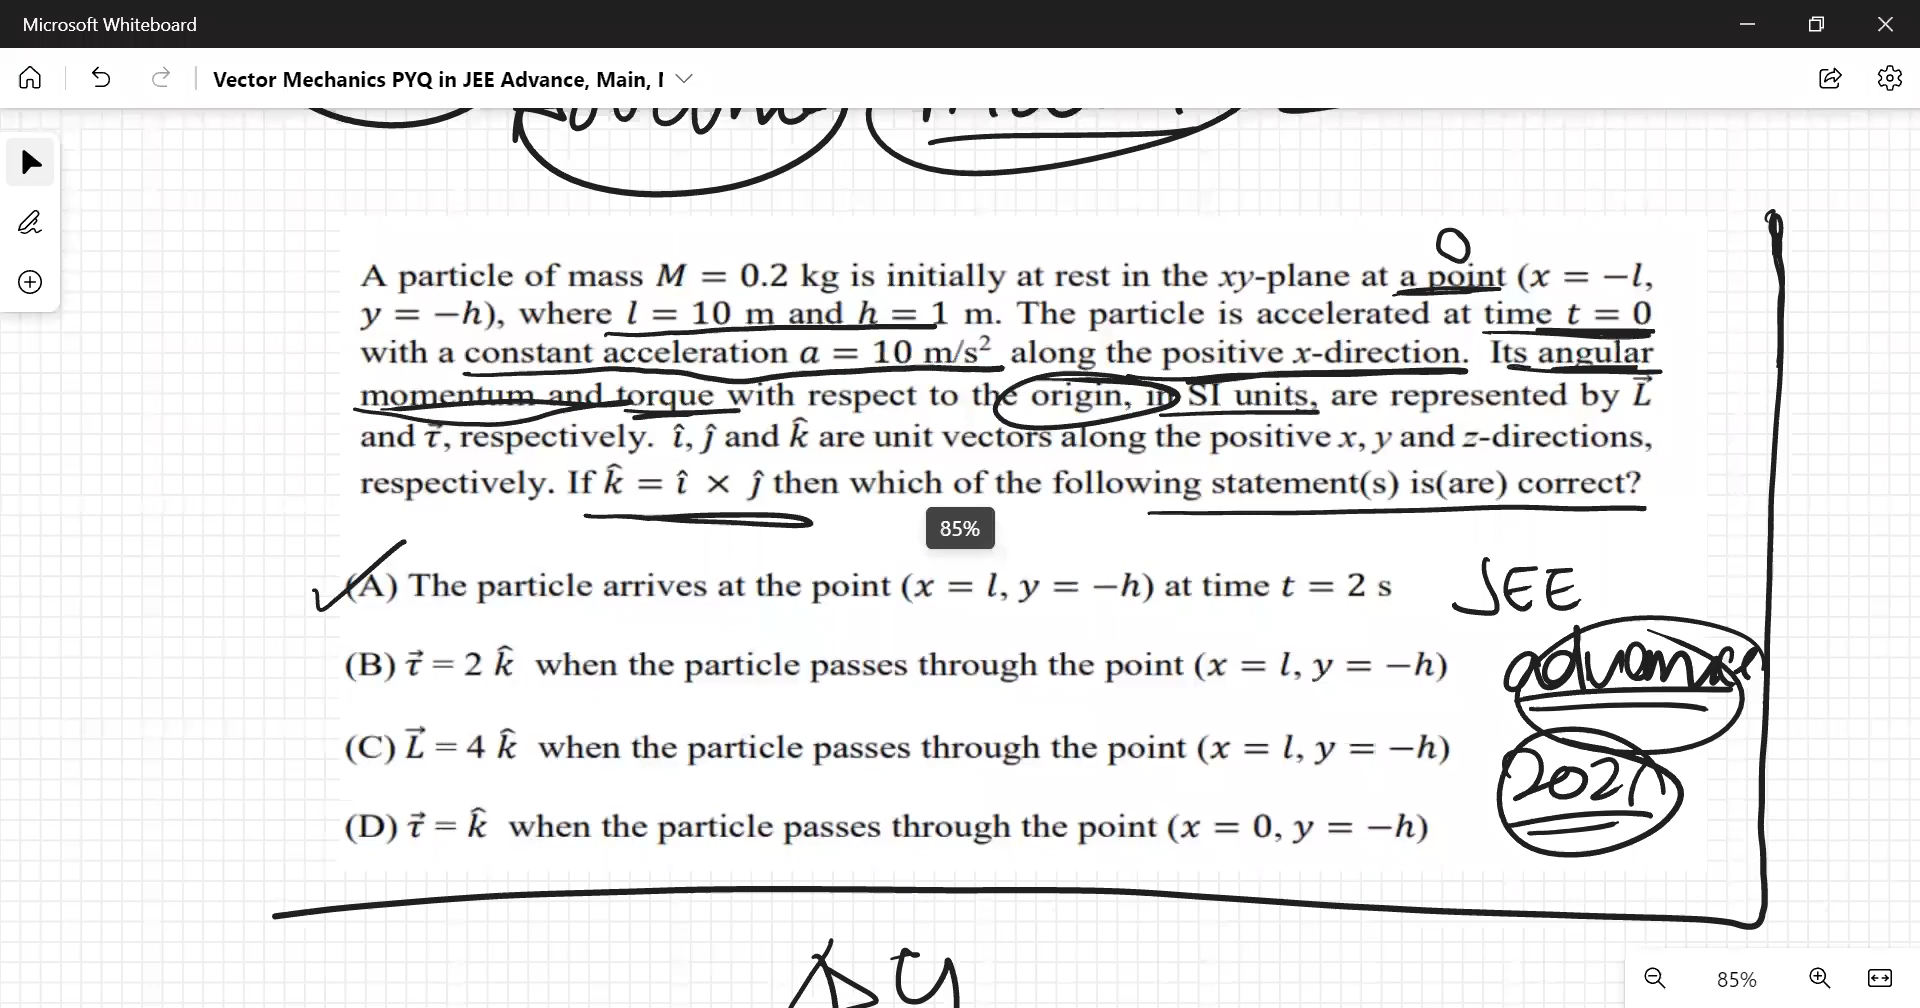 Microsoft Whiteboard
Vector Mechanics PYQ in JEE Advance, Main, I
A particle of mass M = 0.2 kg is initially at rest in the xy-plane at a point (x = −l,
y = −h), where l = 10 m and h = 1 m. The particle is accelerated at time t = 0
with a constant acceleration a = 10 m/s² along the positive x-direction. Its angular
momentum and torque with respect to the origin, in SI units, are represented by L⃗
and τ⃗, respectively. î, ĵ and k̂ are unit vectors along the positive x, y and z-directions,
respectively. If k̂ = î × ĵ then which of the following statement(s) is(are) correct?
85%
(A) The particle arrives at the point (x = l, y = −h) at time t = 2 s
JEE
(B) τ⃗ = 2 k̂ when the particle passes through the point (x = l, y = −h)
(C) L⃗ = 4 k̂ when the particle passes through the point (x = l, y = −h)
2021
(D) τ⃗ = k̂ when the particle passes through the point (x = 0, y = −h)
85%